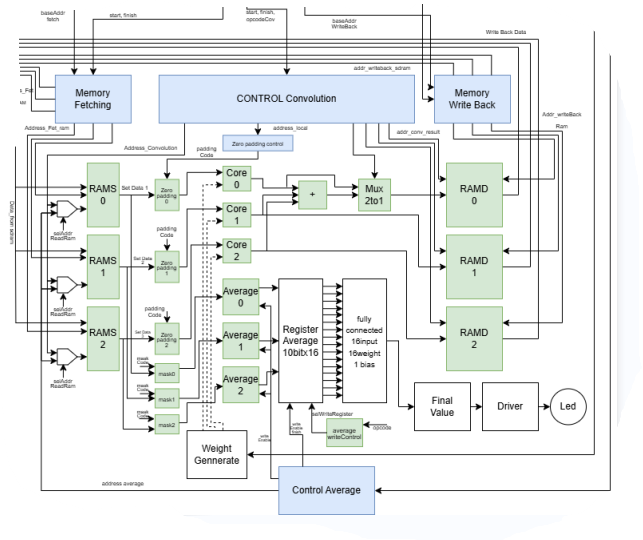 baseAddr
fetch
start, finish
start, finish,
opcodeCov
baseAddr
WriteBack
Write Back Data
addr_writeback_sdram
Memory
Fetching
CONTROL Convolution
Memory
Write Back
Address_Fet_ram
Address_Convolution
padding
Code
address_local
Zero padding control
addr_conv_result
Addr_writeBack
Ram
RAMS
0
Set Data 1
Zero
padding
0
Core
0
+
Mux
2to1
RAMD
0
selAddr
ReadRam
padding
Code
Core
1
RAMS
1
Set Data
2
Zero
padding
1
Core
2
RAMD
1
selAddr
ReadRam
padding
Code
Average
0
Register
Average
10bitx16
fully
connected
16input
16weight
1 bias
RAMS
2
Set Data
3
Zero
padding
2
Average
1
RAMD
2
selAddr
ReadRam
mask
Code
mask0
Average
2
mask
Code
mask1
mask
Code
mask2
Final
Value
Driver
Led
selWriteRegister
average
writeControl
opcode
write
Enable
finish
write
Enable
Weight
Gennerate
address average
Control Average